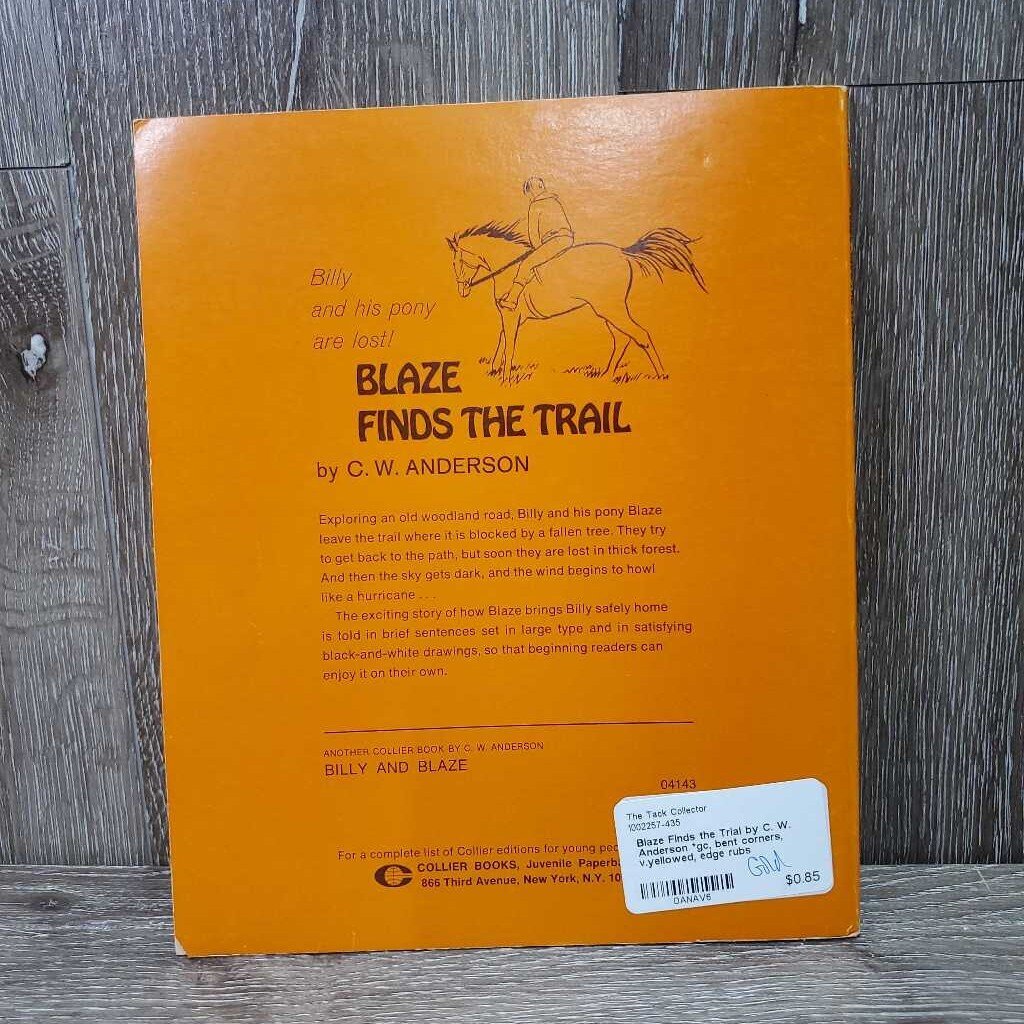 Billy
and his pony
are lost!
BLAZE
FINDS THE TRAIL
by C. W. ANDERSON
Exploring an old woodland road, Billy and his pony Blaze
leave the trail where it is blocked by a fallen tree. They try
to get back to the path, but soon they are lost in thick forest.
And then the sky gets dark, and the wind begins to howl
like a hurricane . . .
The exciting story of how Blaze brings Billy safely home
is told in brief sentences set in large type and in satisfying
black-and-white drawings, so that beginning readers can
enjoy it on their own.
ANOTHER COLLIER BOOK BY C. W. ANDERSON
BILLY AND BLAZE
04143
For a complete list of Collier editions for young
COLLIER BOOKS, Juvenile
866 Third Avenue, New York, N.Y.
The Tack Collector
1002257-435
Blaze Finds the Trial by C. W.
Anderson *gc, bent corners,
v.yellowed, edge rubs
Gold
$0.85
0ANAV6